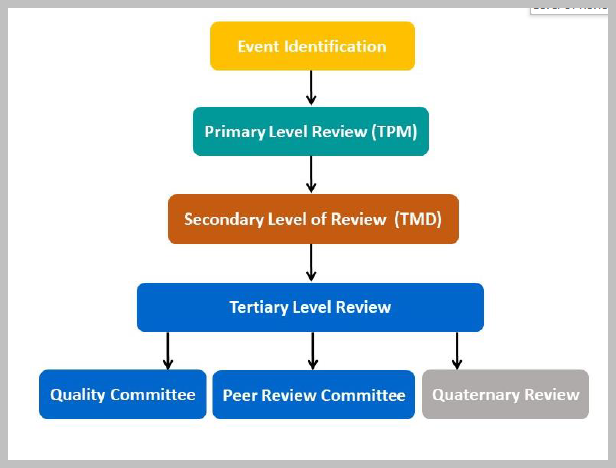 Event Identification
Primary Level Review (TPM)
Secondary Level of Review (TMD)
Tertiary Level Review
Quality Committee
Peer Review Committee
Quaternary Review